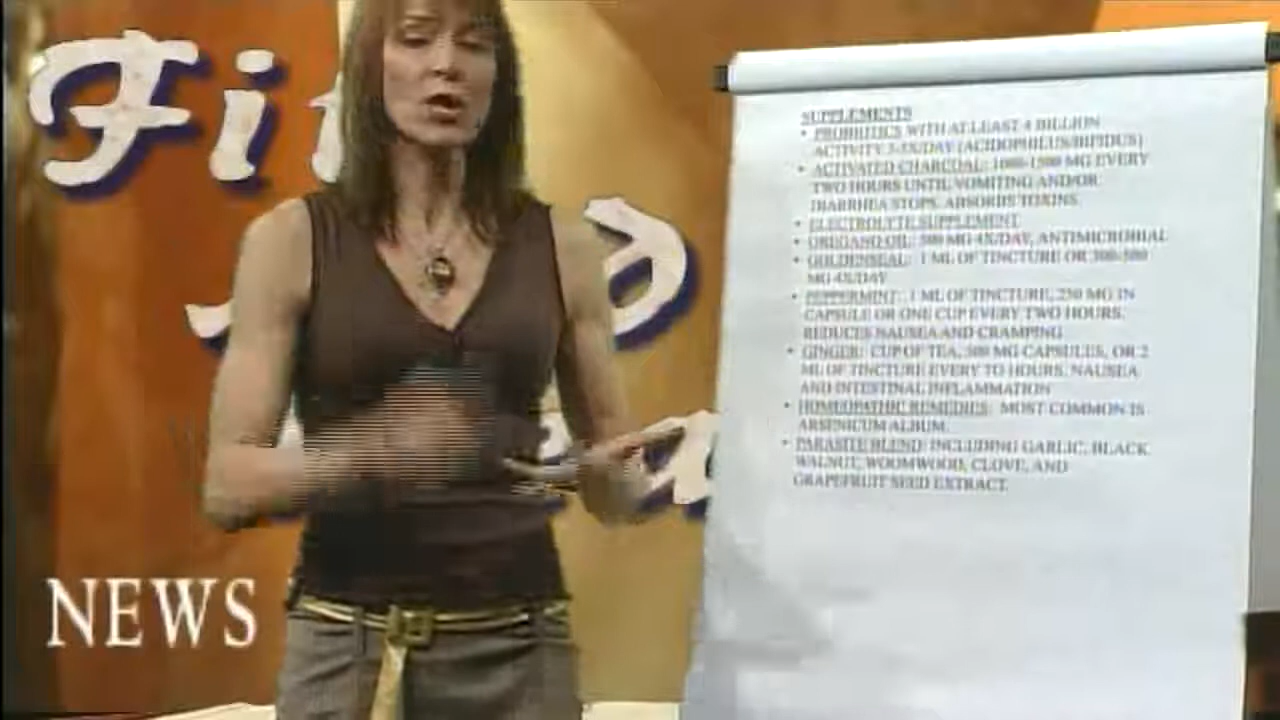 Fi
NEWS
SUPPLEMENTS
• PROBIOTICS WITH AT LEAST 4 BILLION
ACTIVITY 3-5X/DAY (ACIDOPHILUS/BIFIDUS)
• ACTIVATED CHARCOAL: 1000-1500 MG EVERY
TWO HOURS UNTIL VOMITING AND/OR
DIARRHEA STOPS. ABSORBS TOXINS.
• ELECTROLYTE SUPPLEMENT
• OREGANO OIL: 500 MG 4X/DAY, ANTIMICROBIAL
• GOLDENSEAL: 1 ML OF TINCTURE OR 300-500
MG 4X/DAY
• PEPPERMINT: 1 ML OF TINCTURE, 250 MG IN
CAPSULE OR ONE CUP EVERY TWO HOURS.
REDUCES NAUSEA AND CRAMPING
• GINGER: CUP OF TEA, 500 MG CAPSULES, OR 2
ML OF TINCTURE EVERY TO HOURS. NAUSEA
AND INTESTINAL INFLAMMATION
• HOMEOPATHIC REMEDIES: MOST COMMON IS
ARSENICUM ALBUM.
• PARASITE BLEND: INCLUDING GARLIC, BLACK
WALNUT, WOOMWOOD, CLOVE, AND
GRAPEFRUIT SEED EXTRACT.